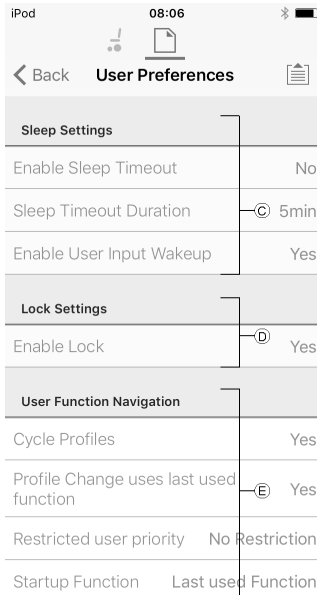 iPod 08:06
Back User Preferences
Sleep Settings
Enable Sleep Timeout No
Sleep Timeout Duration 5min
C
Enable User Input Wakeup Yes
Lock Settings
D
Enable Lock Yes
User Function Navigation
Cycle Profiles Yes
Profile Change uses last used
function Yes
E
Restricted user priority No Restriction
Startup Function Last used Function